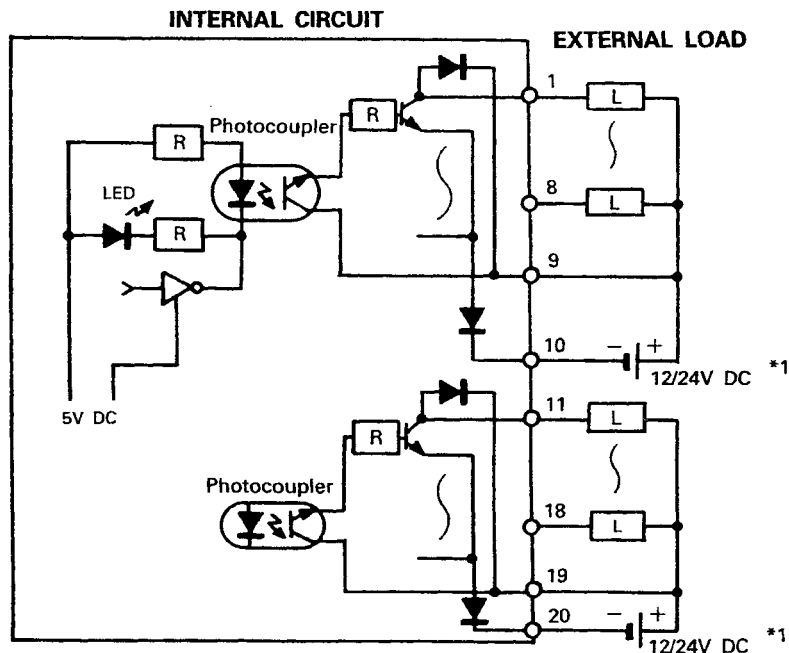 INTERNAL CIRCUIT
EXTERNAL LOAD
1
L
Photocoupler
R
R
8
L
LED
R
9
10
- +
12/24V DC *1
5V DC
11
L
R
Photocoupler
18
L
19
20
- +
12/24V DC *1